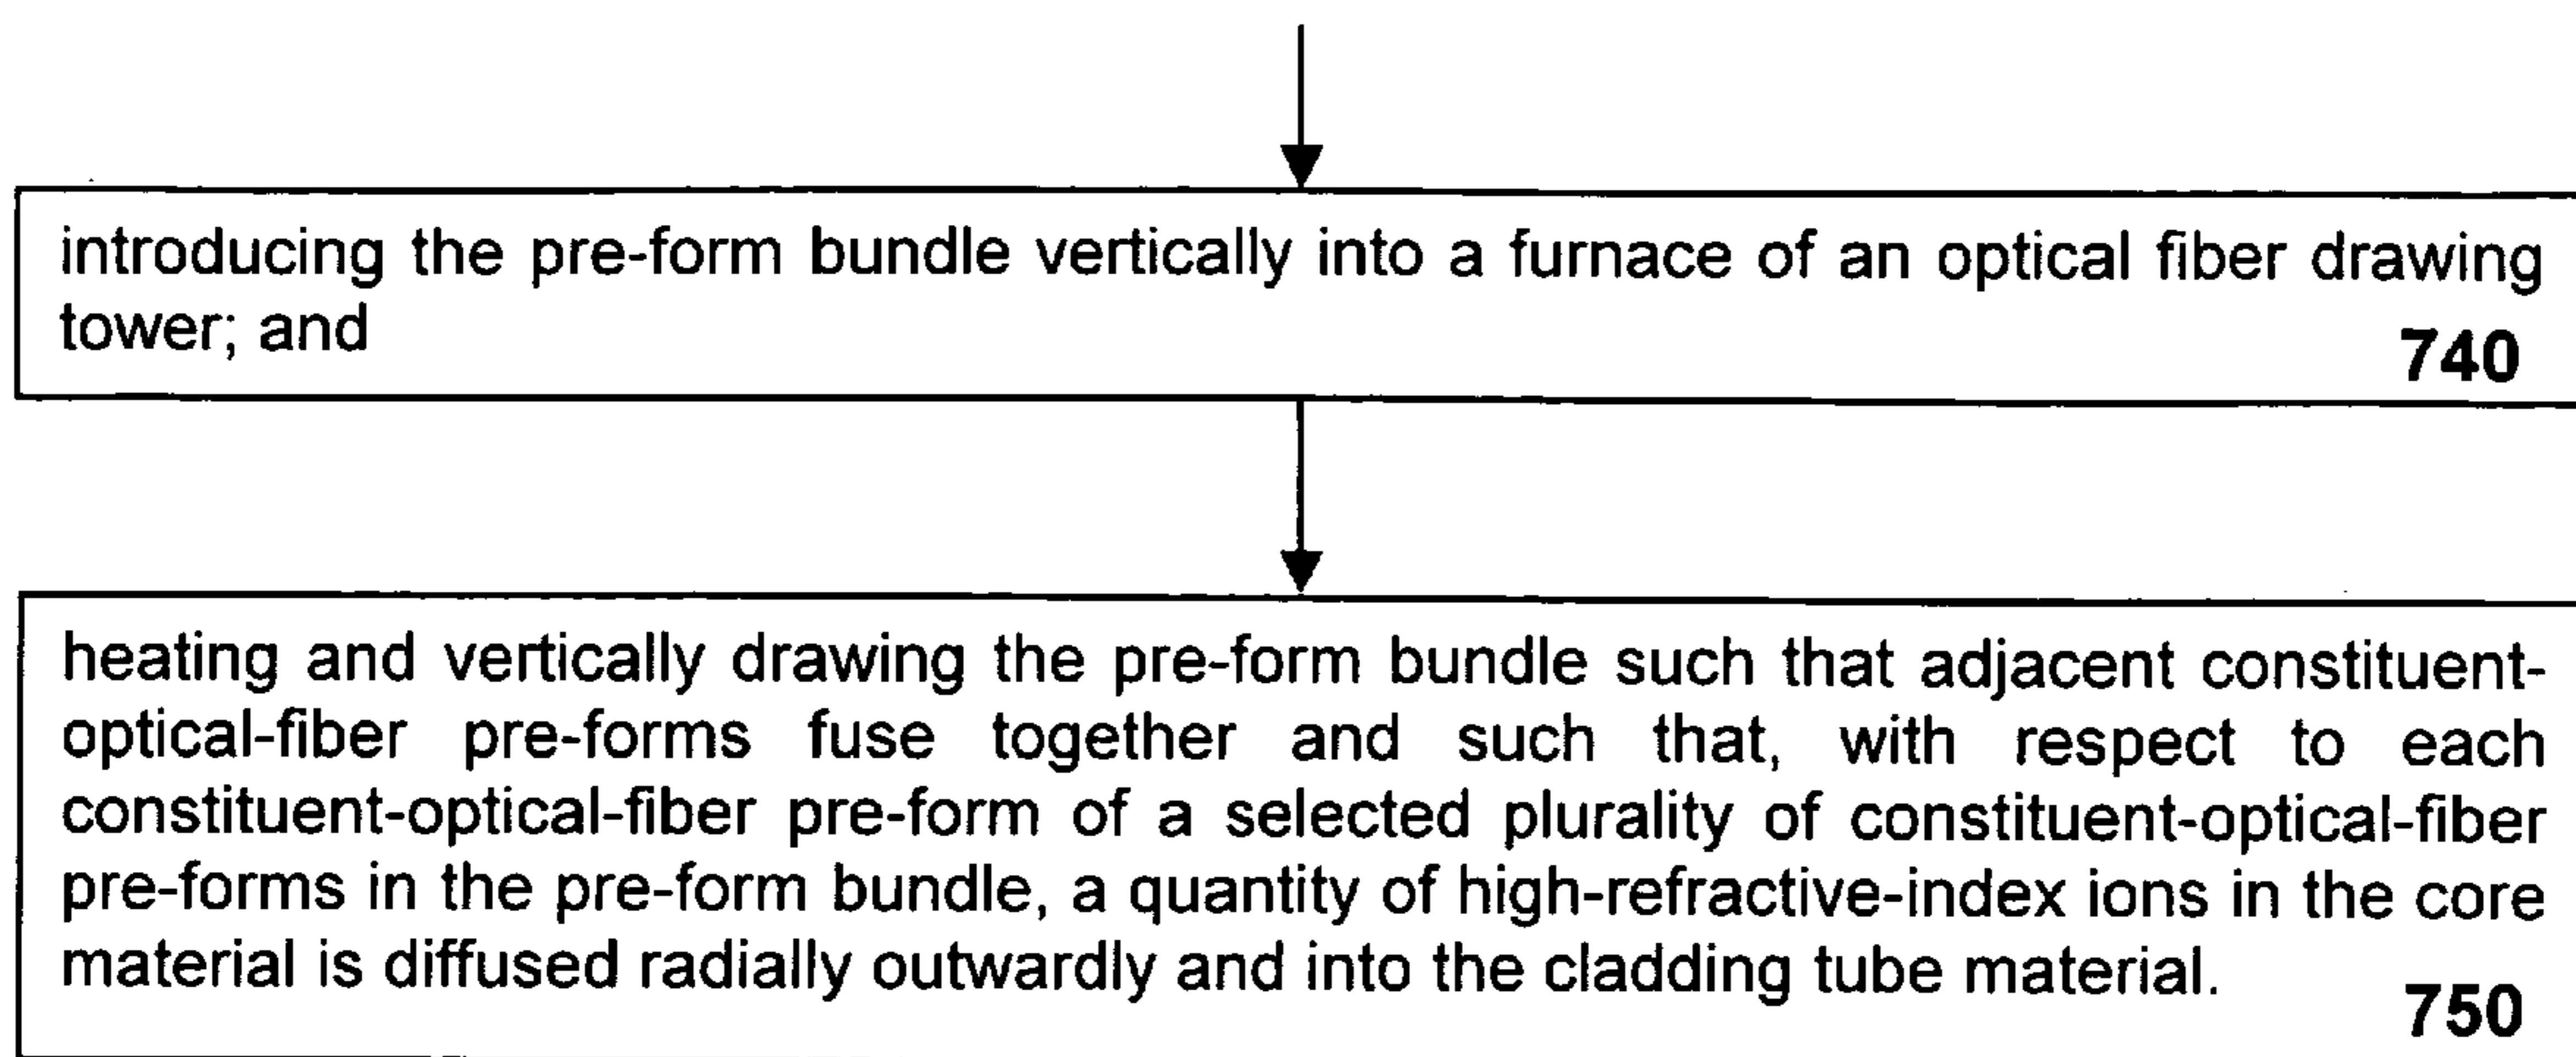 introducing the pre-form bundle vertically into a furnace of an optical fiber drawing
tower; and
740
heating and vertically drawing the pre-form bundle such that adjacent constituent-
optical-fiber pre-forms fuse together and such that, with respect to each
constituent-optical-fiber pre-form of a selected plurality of constituent-optical-fiber
pre-forms in the pre-form bundle, a quantity of high-refractive-index ions in the core
material is diffused radially outwardly and into the cladding tube material.
750